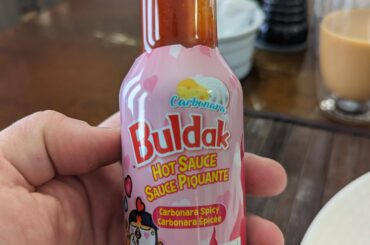 Carbonara
Buldak
HOT SAUCE
SAUCE PIQUANTE
Carbonara Spicy
Carbonara Épicée